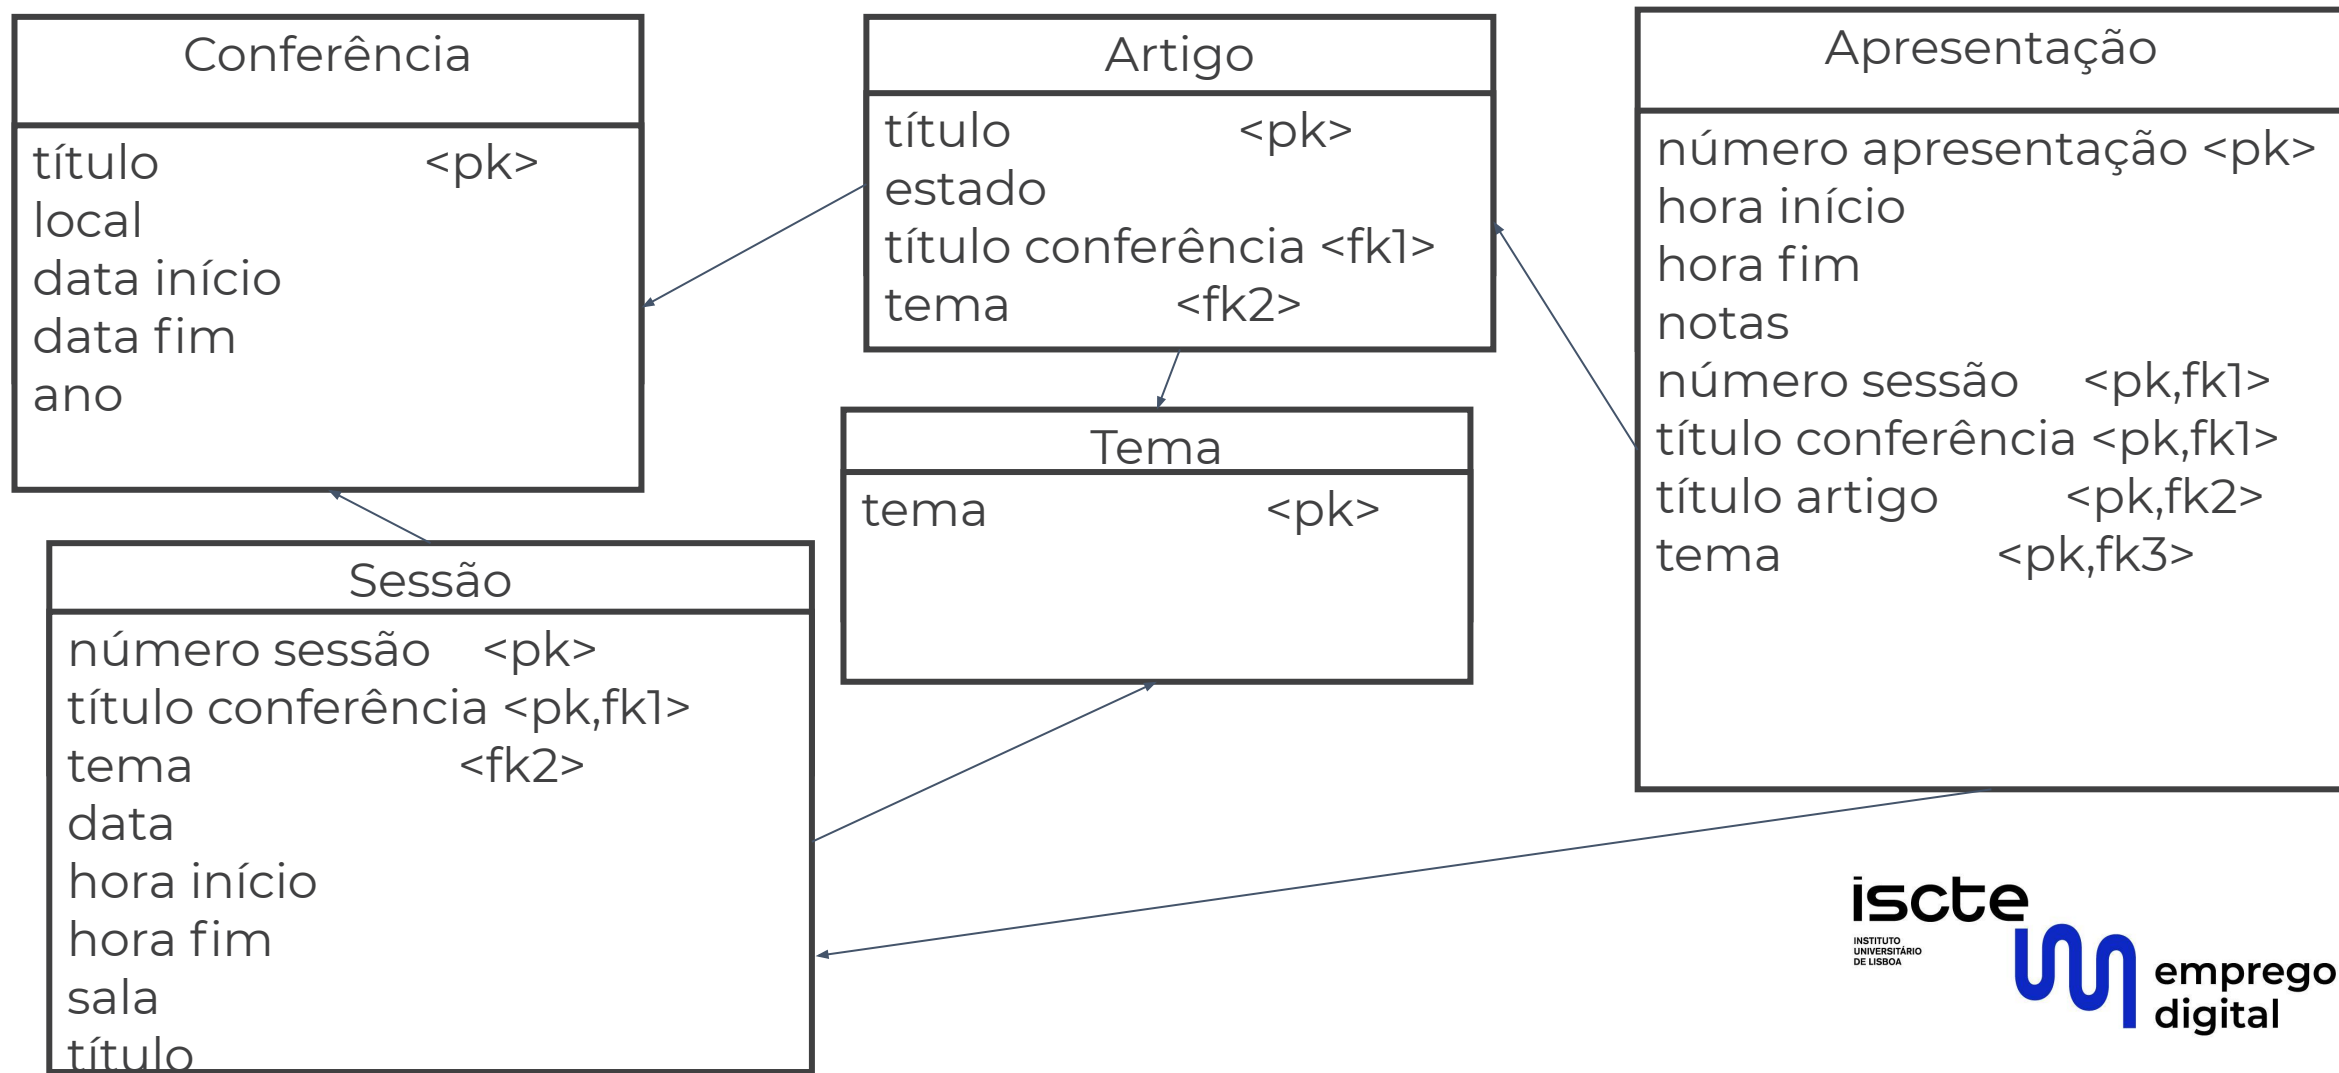 Conferência
título <pk>
local
data início
data fim
ano
Artigo
título <pk>
estado
título conferência <fk1>
tema <fk2>
Apresentação
número apresentação <pk>
hora início
hora fim
notas
número sessão <pk,fk1>
título conferência <pk,fk1>
título artigo <pk,fk2>
tema <pk,fk3>
Tema
tema <pk>
Sessão
número sessão <pk>
título conferência <pk,fk1>
tema <fk2>
data
hora início
hora fim
sala
título
iscte
INSTITUTO
UNIVERSITÁRIO
DE LISBOA
emprego
digital